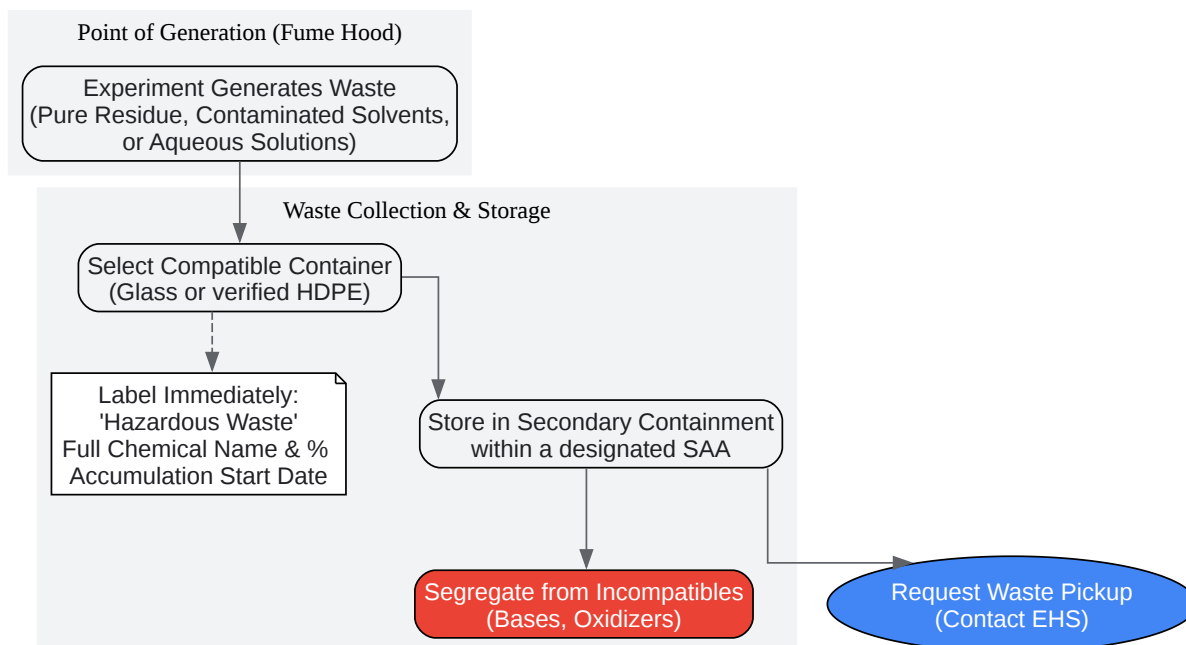 Point of Generation (Fume Hood)
Experiment Generates Waste
(Pure Residue, Contaminated Solvents,
or Aqueous Solutions)
Waste Collection & Storage
Select Compatible Container
(Glass or verified HDPE)
Label Immediately:
'Hazardous Waste'
Full Chemical Name & %
Accumulation Start Date
Store in Secondary Containment
within a designated SAA
Segregate from Incompatibles
(Bases, Oxidizers)
Request Waste Pickup
(Contact EHS)